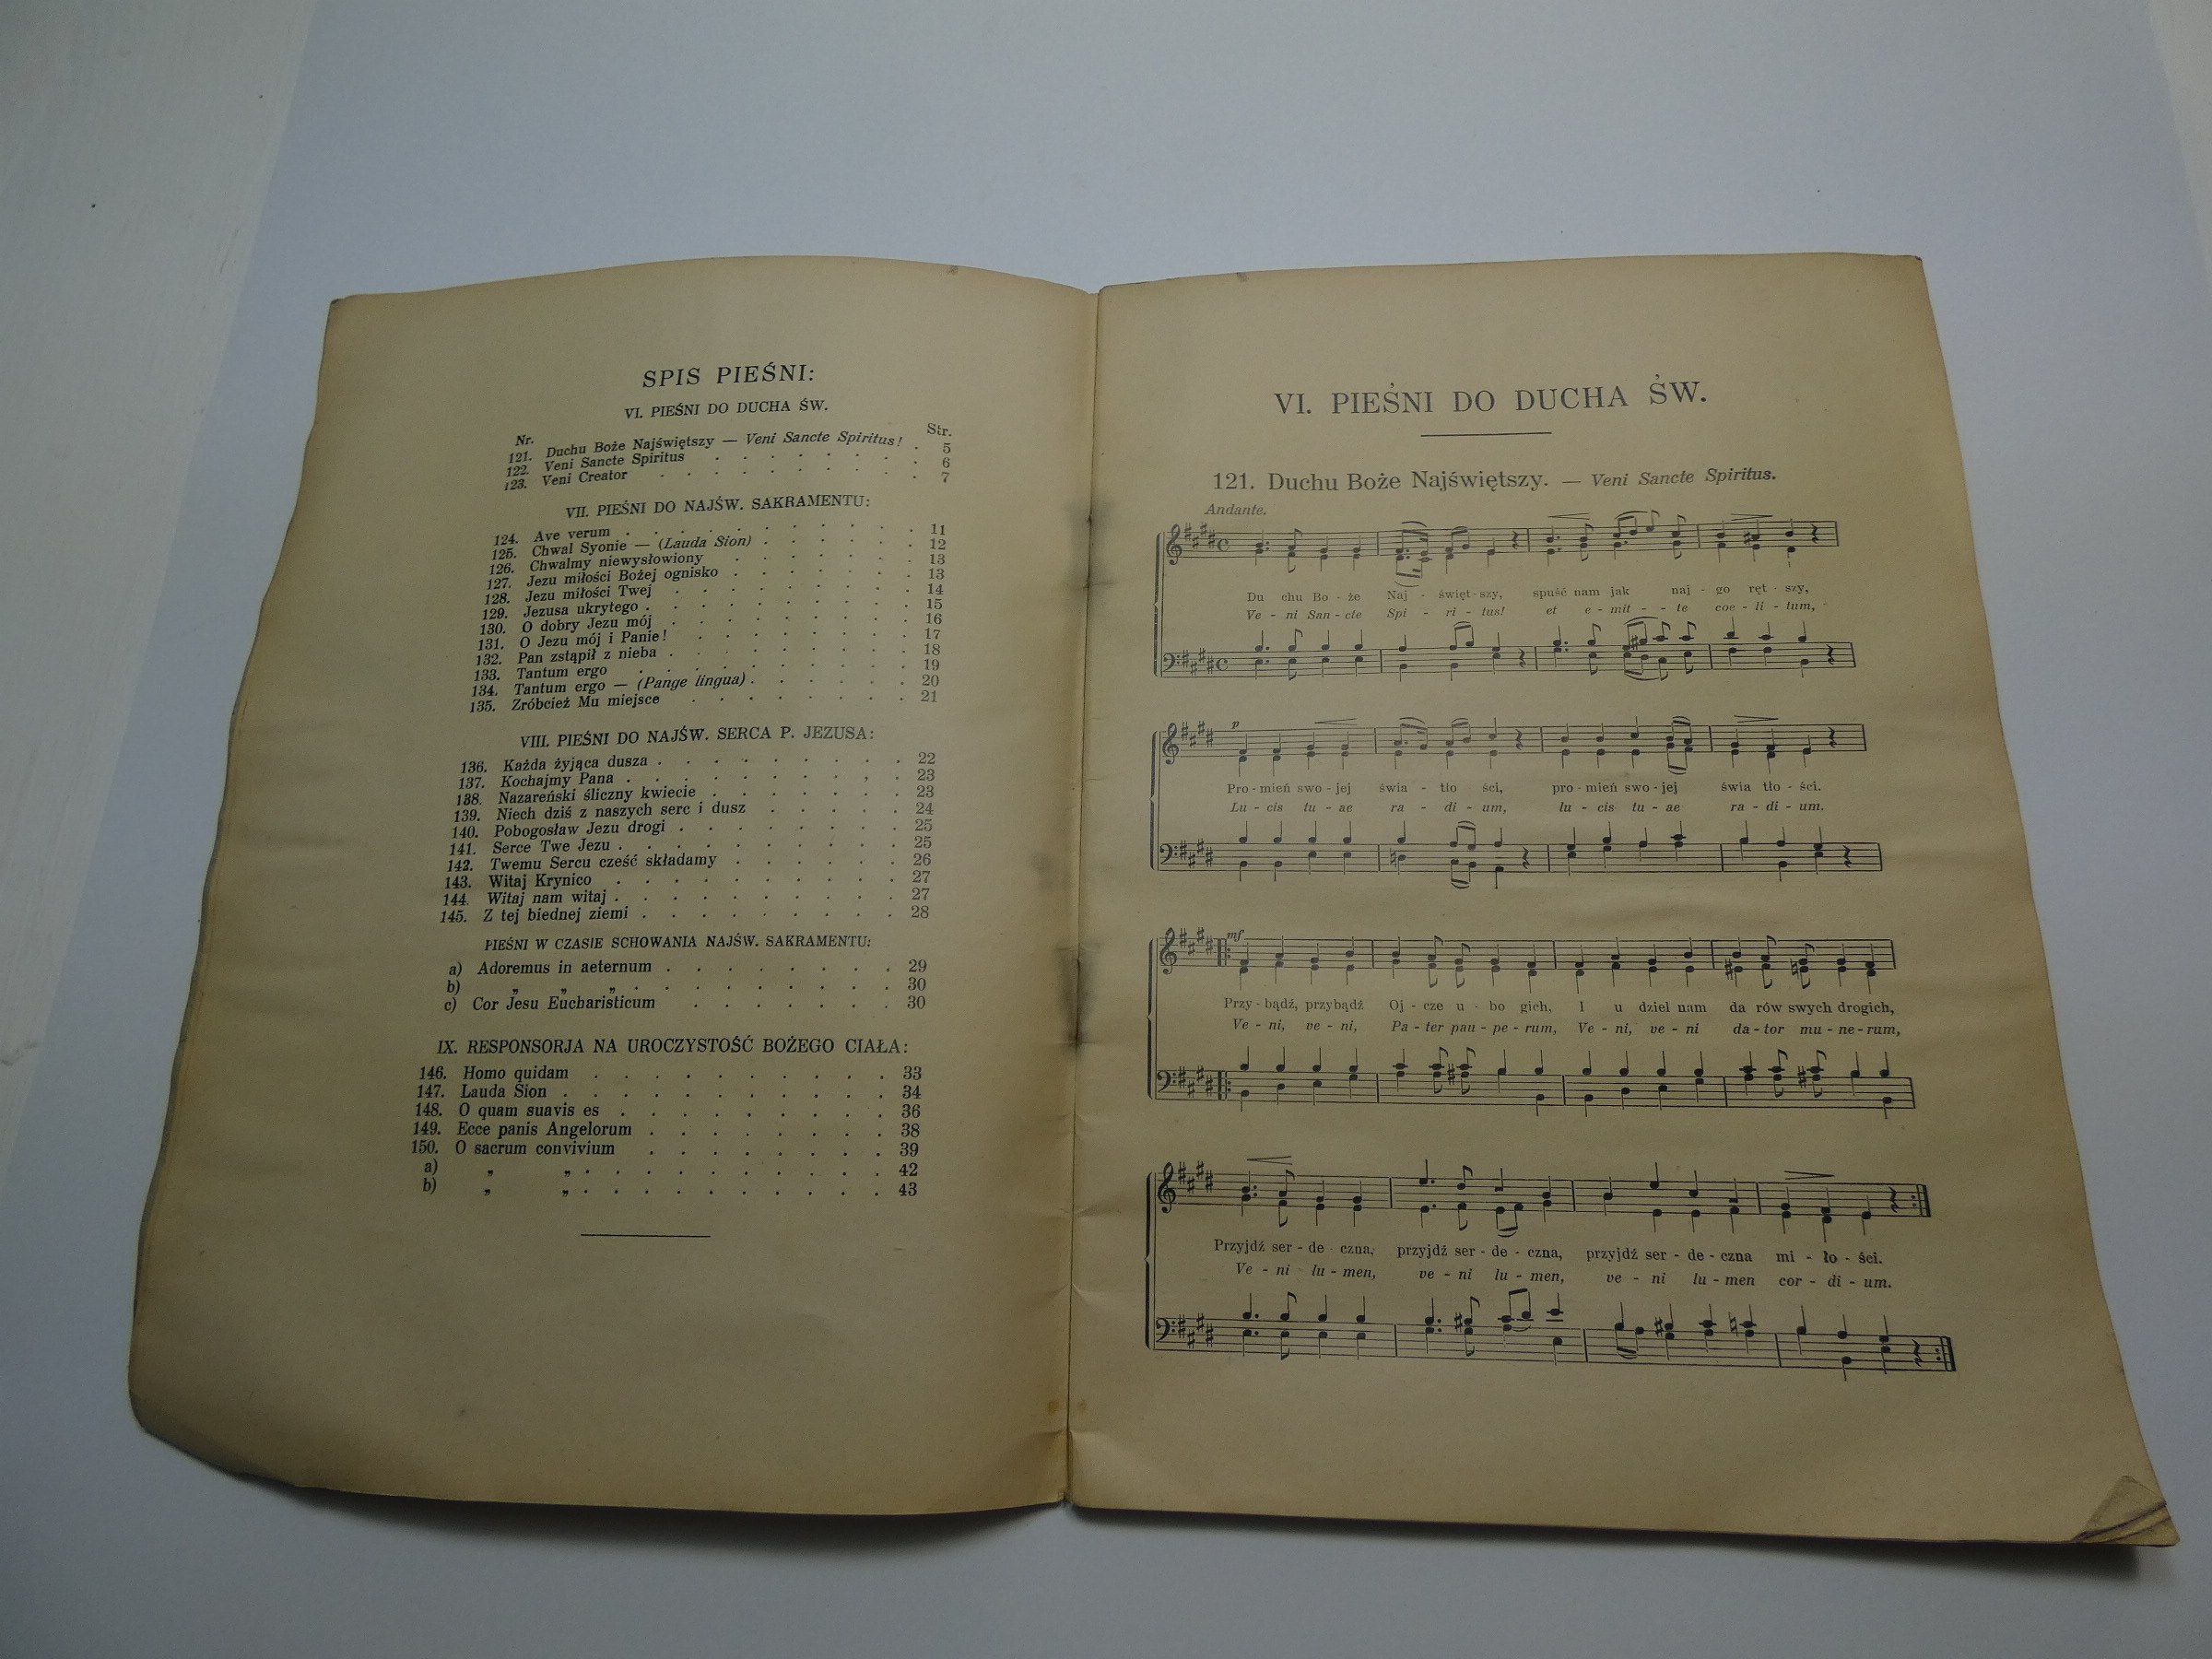 SPIS PIEŚNI:
VI. PIEŚNI DO DUCHA ŚW.
Nr. Str.
121. Duchu Boże Najświętszy — Veni Sancte Spiritus! . 5
122. Veni Sancte Spiritus . . . . . . . . 6
123. Veni Creator . . . . . . . . . . 7
VII. PIEŚNI DO NAJŚW. SAKRAMENTU:
124. Ave verum . . . . . . . . . . . 11
125. Chwal Syonie — (Lauda Sion) . . . . . . 12
126. Chwalmy niewysłowiony . . . . . . . 13
127. Jezu miłości Bożej ognisko . . . . . . . 13
128. Jezu miłości Twej . . . . . . . . . 14
129. Jezusa ukrytego . . . . . . . . . . 15
130. O dobry Jezu mój . . . . . . . . . 16
131. O Jezu mój i Panie! . . . . . . . . 17
132. Pan zstąpił z nieba . . . . . . . . . 18
133. Tantum ergo . . . . . . . . . . 19
134. Tantum ergo — (Pange lingua) . . . . . . 20
135. Zróbcież Mu miejsce . . . . . . . . 21
VIII. PIEŚNI DO NAJŚW. SERCA P. JEZUSA:
136. Każda żyjąca dusza . . . . . . . . . 22
137. Kochajmy Pana . . . . . . . . . . 23
138. Nazareński śliczny kwiecie . . . . . . . 23
139. Niech dziś z naszych serc i dusz . . . . . 24
140. Pobogosław Jezu drogi . . . . . . . . 25
141. Serce Twe Jezu . . . . . . . . . . 25
142. Twemu Sercu cześć składamy . . . . . . 26
143. Witaj Krynico . . . . . . . . . . 27
144. Witaj nam witaj . . . . . . . . . . 27
145. Z tej biednej ziemi . . . . . . . . . 28
PIEŚNI W CZASIE SCHOWANIA NAJŚW. SAKRAMENTU:
a) Adoremus in aeternum . . . . . . . . 29
b) „ „ „ . . . . . . . . . 30
c) Cor Jesu Eucharisticum . . . . . . . 30
IX. RESPONSORJA NA UROCZYSTOŚĆ BOŻEGO CIAŁA:
146. Homo quidam . . . . . . . . . . 33
147. Lauda Sion . . . . . . . . . . . 34
148. O quam suavis es . . . . . . . . . 36
149. Ecce panis Angelorum . . . . . . . . 38
150. O sacrum convivium . . . . . . . . 39
a) „ „ . . . . . . . . . . 42
b) „ „ . . . . . . . . . . 43
VI. PIEŚNI DO DUCHA ŚW.
121. Duchu Boże Najświętszy. — Veni Sancte Spiritus.
Andante.
Du chu Bo - że Naj - święt - szy, spuść nam jak naj - go ręt - szy,
Ve - ni San - cte Spi - ri - tus! et e - mit - - te coe - li - tum, -
p
Pro - mień swo - jej świa - tło ści, pro - mień swo - jej świa tło - ści.
Lu - cis tu - ae ra - di - um, lu - cis tu - ae ra - di - um.
mf
Przy - bądź, przybądź Oj - cze u - bo gich, I u dziel nam da rów swych drogich,
Ve - ni, ve - ni, Pa - ter pau - pe - rum, Ve - ni, ve - ni da - tor mu - ne - rum,
Przyjdź ser - de czna, przyjdź ser - de - czna, przyjdź ser - de - czna mi - ło - ści.
Ve - ni lu - men, ve - ni lu - men, ve - ni lu - men cor - di - um.